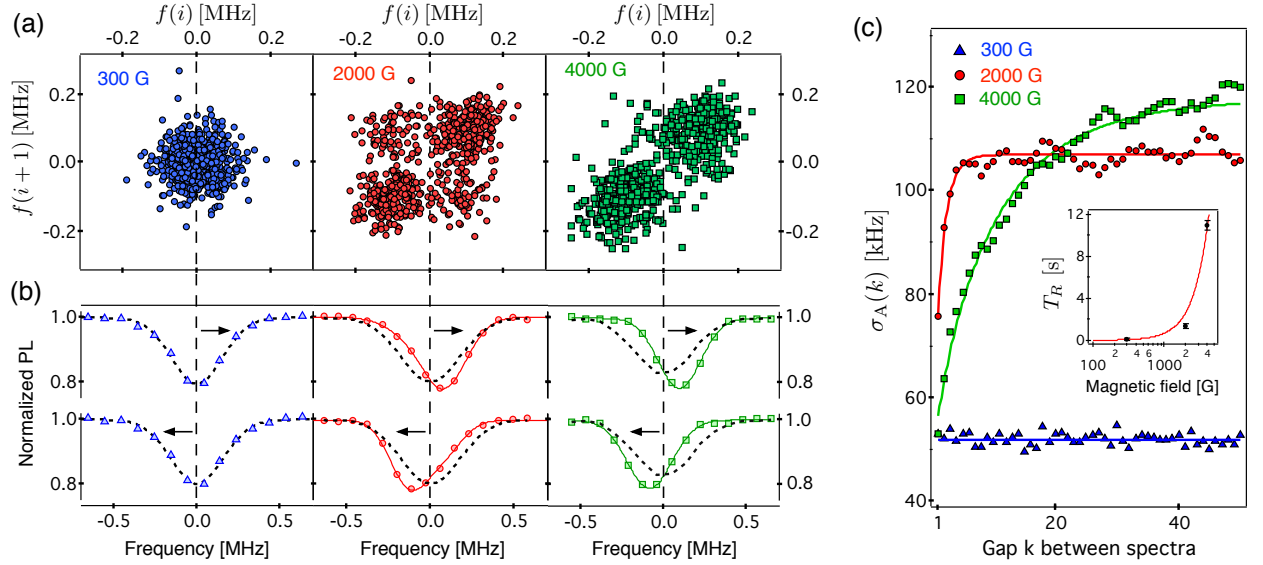 (a)
f(i) [MHz]
f(i) [MHz]
f(i) [MHz]
-0.2 0.0 0.2
-0.2 0.0 0.2
-0.2 0.0 0.2
f(i + 1) [MHz]
0.2
0.0
-0.2
300 G
2000 G
4000 G
0.2
0.0
-0.2
(b)
Normalized PL
1.0
0.8
1.0
0.8
1.0
0.8
1.0
0.8
-0.5 0.0 0.5
-0.5 0.0 0.5
-0.5 0.0 0.5
Frequency [MHz]
Frequency [MHz]
Frequency [MHz]
(c)
300 G
2000 G
4000 G
σ_A(k) [kHz]
120
100
80
60
40
1 20 40
Gap k between spectra
T_R [s]
12
8
4
0
100 2 4 1000 2 4
Magnetic field [G]